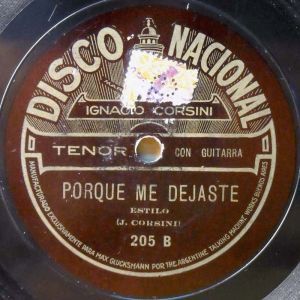 DISCO NACIONAL
IGNACIO CORSINI
TENOR CON GUITARRA
PORQUE ME DEJASTE
ESTILO
(J. CORSINI)
205 B
MANUFACTURADO EXCLUSIVAMENTE PARA MAX GLUCKSMANN POR THE ARGENTINE TALKING MACHINE WORKS BUENOS AIRES